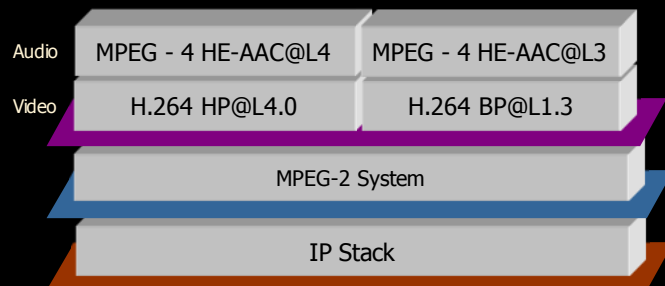 Audio MPEG - 4 HE-AAC@L4 MPEG - 4 HE-AAC@L3
Video H.264 HP@L4.0 H.264 BP@L1.3
MPEG-2 System
IP Stack